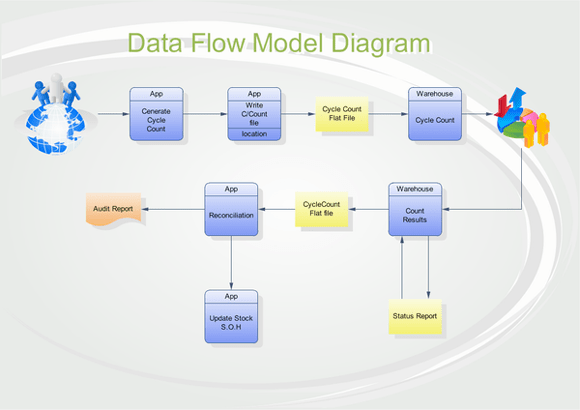 Data Flow Model Diagram
App
Cenerate
Cycle
Count
App
Write
C/Count
file
location
Cycle Count
Flat File
Warehouse
Cycle Count
Audit Report
App
Reconciliation
CycleCount
Flat file
Warehouse
Count
Results
App
Update Stock
S.O.H
Status Report